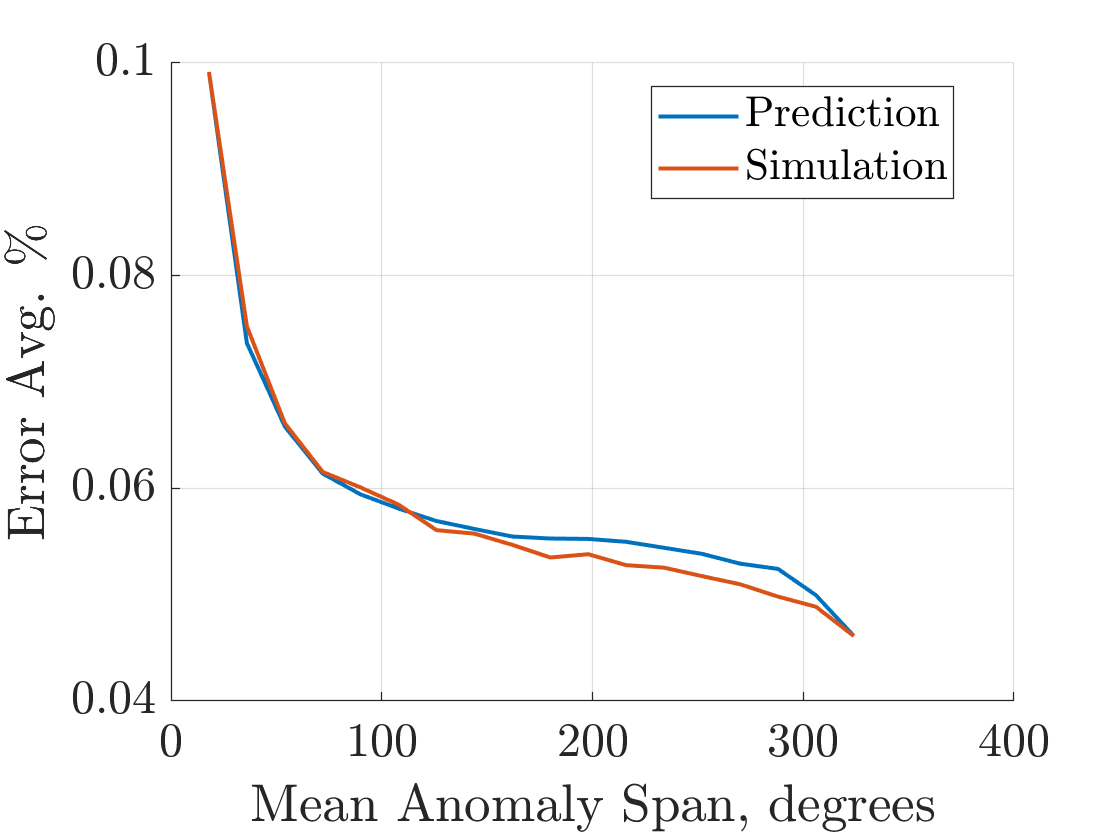 0.1
0.08
0.06
0.04
0
100
200
300
400
Error Avg. %
Mean Anomaly Span, degrees
Prediction
Simulation